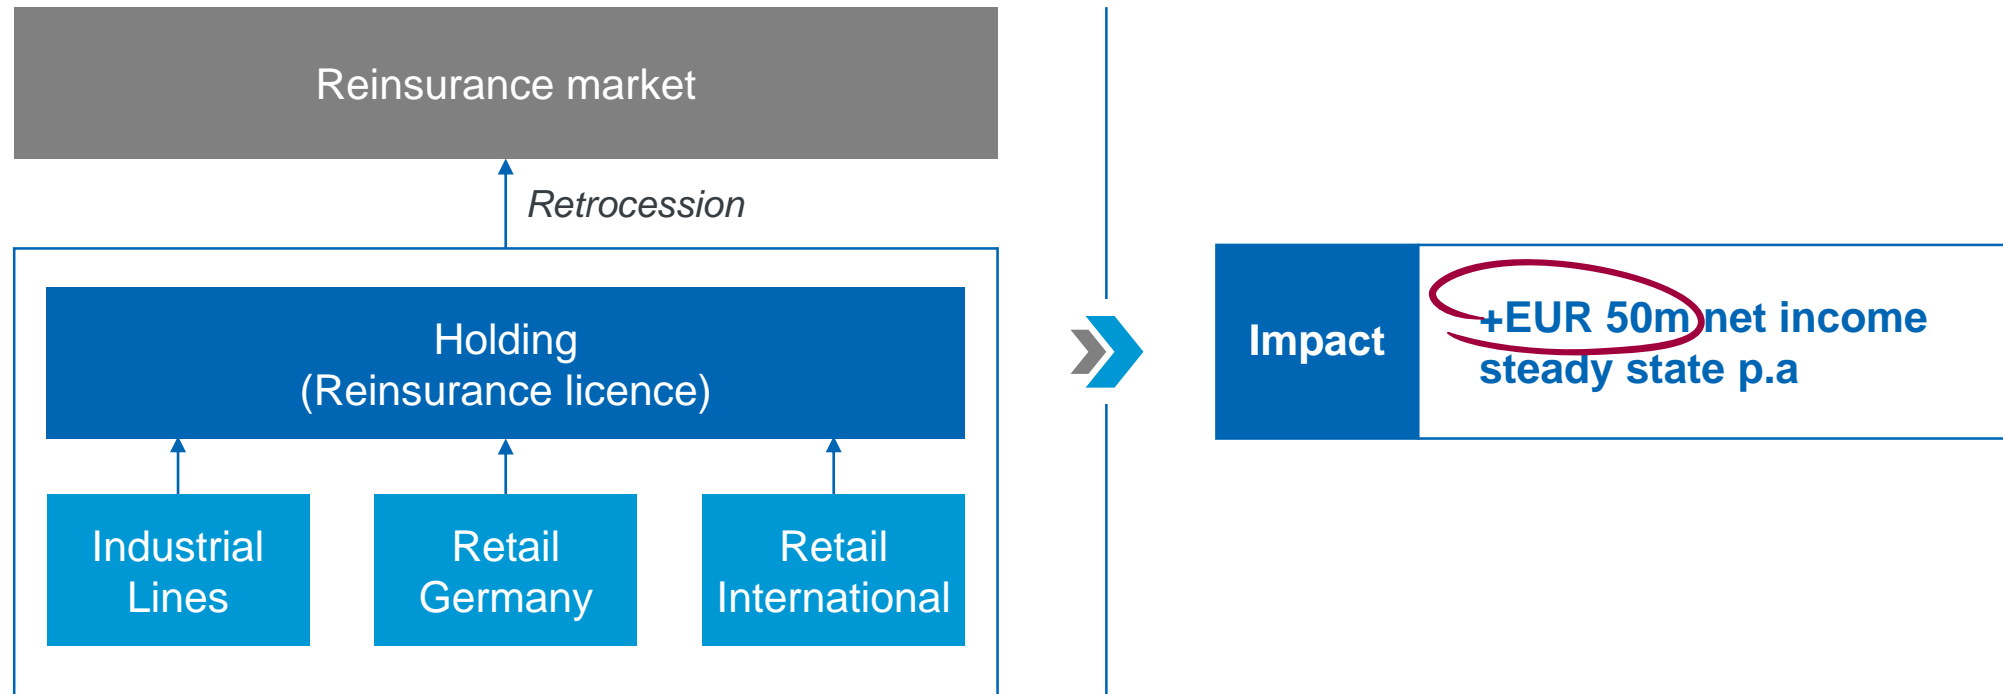 Reinsurance market
Retrocession
Holding
(Reinsurance licence)
Industrial
Lines
Retail
Germany
Retail
International
Impact
+EUR 50m net income
steady state p.a